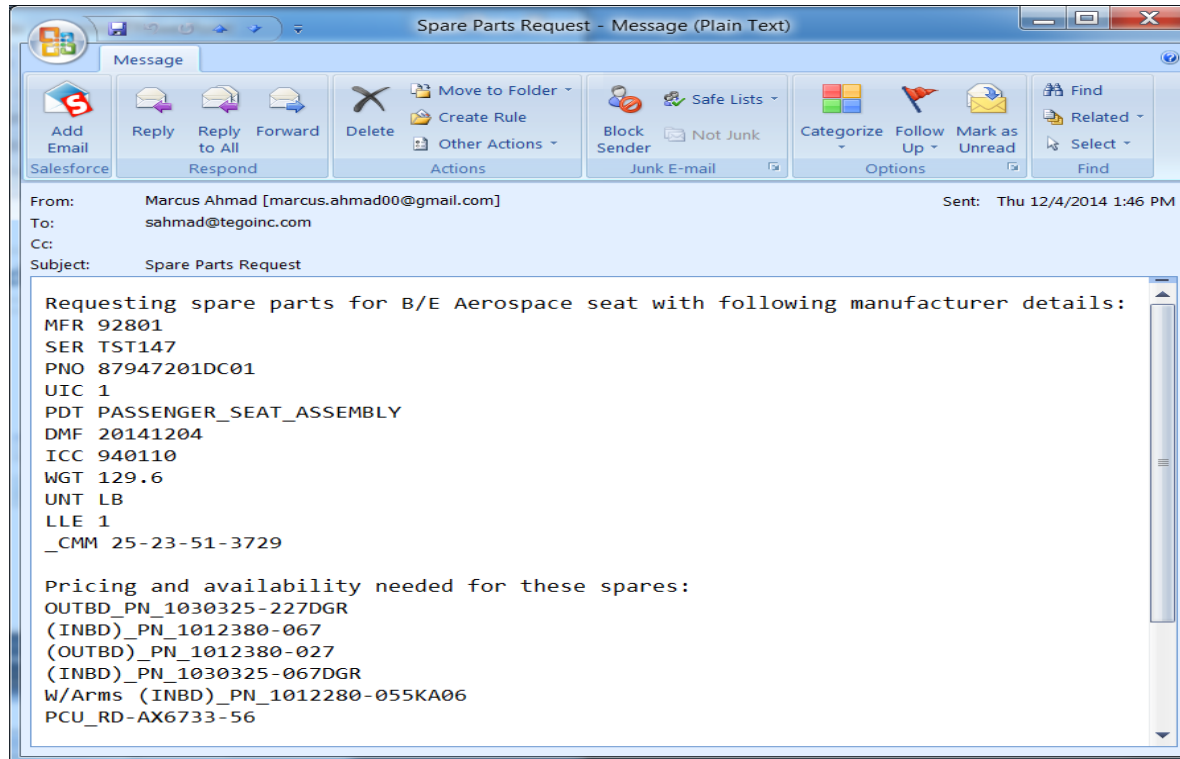 Spare Parts Request - Message (Plain Text)
Message
Add Email
Reply
Reply to All
Forward
Delete
Move to Folder
Create Rule
Other Actions
Block Sender
Safe Lists
Not Junk
Categorize
Follow Up
Mark as Unread
Find
Related
Select
Salesforce
Respond
Actions
Junk E-mail
Options
Find
From: Marcus Ahmad [marcus.ahmad00@gmail.com] Sent: Thu 12/4/2014 1:46 PM
To: sahmad@tegoinc.com
Cc:
Subject: Spare Parts Request
Requesting spare parts for B/E Aerospace seat with following manufacturer details:
MFR 92801
SER TST147
PNO 87947201DC01
UIC 1
PDT PASSENGER_SEAT_ASSEMBLY
DMF 20141204
ICC 940110
WGT 129.6
UNT LB
LLE 1
_CMM 25-23-51-3729
Pricing and availability needed for these spares:
OUTBD_PN_1030325-227DGR
(INBD)_PN_1012380-067
(OUTBD)_PN_1012380-027
(INBD)_PN_1030325-067DGR
W/Arms (INBD)_PN_1012280-055KA06
PCU_RD-AX6733-56